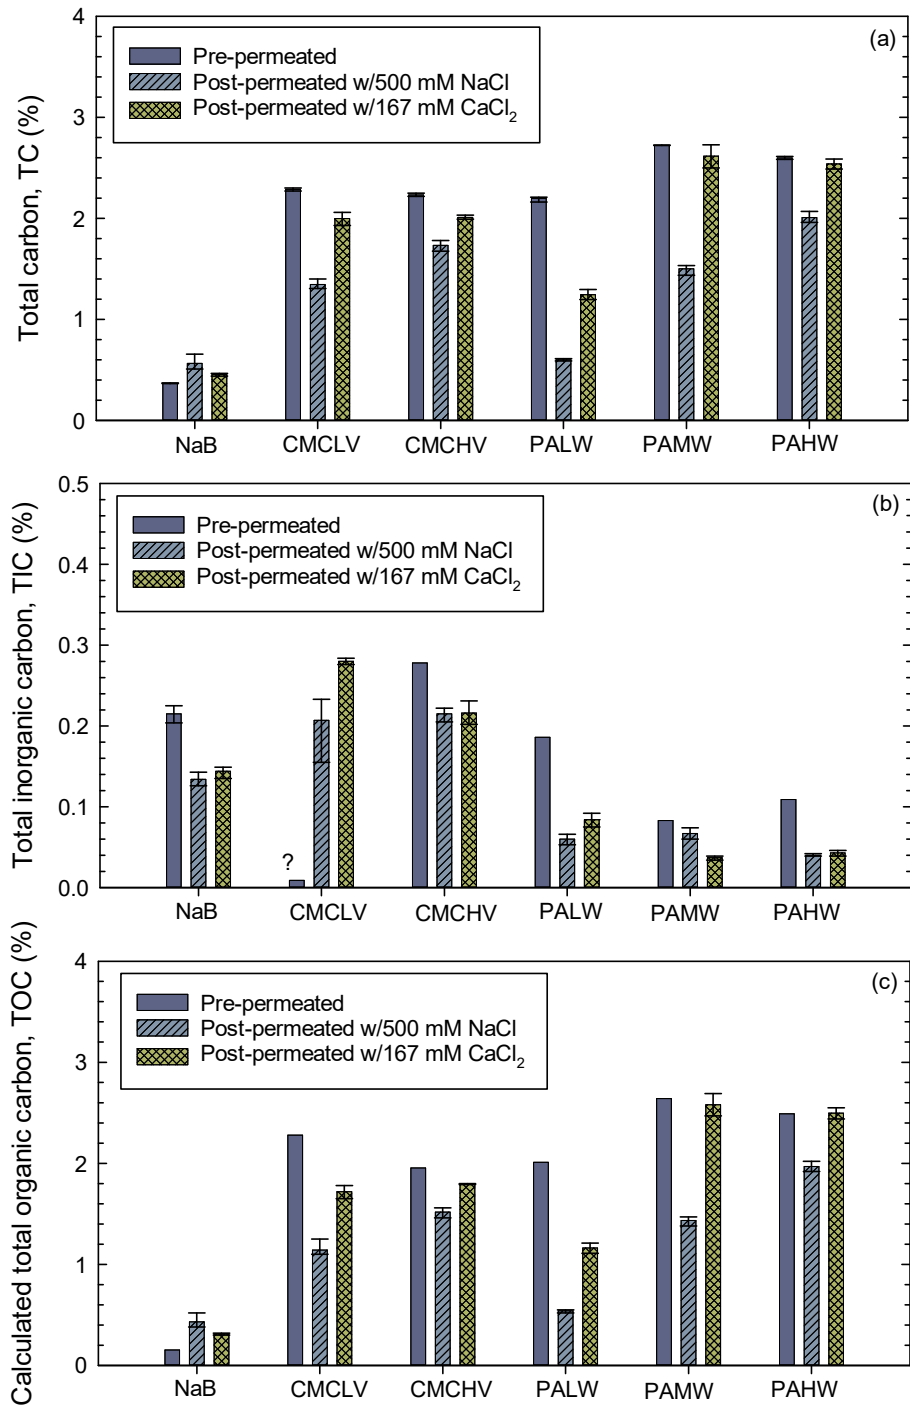 (a)
Pre-permeated
Post-permeated w/500 mM NaCl
Post-permeated w/167 mM CaCl₂
Total carbon, TC (%)
4
3
2
1
0
NaB CMCLV CMCHV PALW PAMW PAHW
(b)
Pre-permeated
Post-permeated w/500 mM NaCl
Post-permeated w/167 mM CaCl₂
Total inorganic carbon, TIC (%)
0.5
0.4
0.3
0.2
0.1
0.0
?
NaB CMCLV CMCHV PALW PAMW PAHW
(c)
Pre-permeated
Post-permeated w/500 mM NaCl
Post-permeated w/167 mM CaCl₂
Calculated total organic carbon, TOC (%)
4
3
2
1
0
NaB CMCLV CMCHV PALW PAMW PAHW